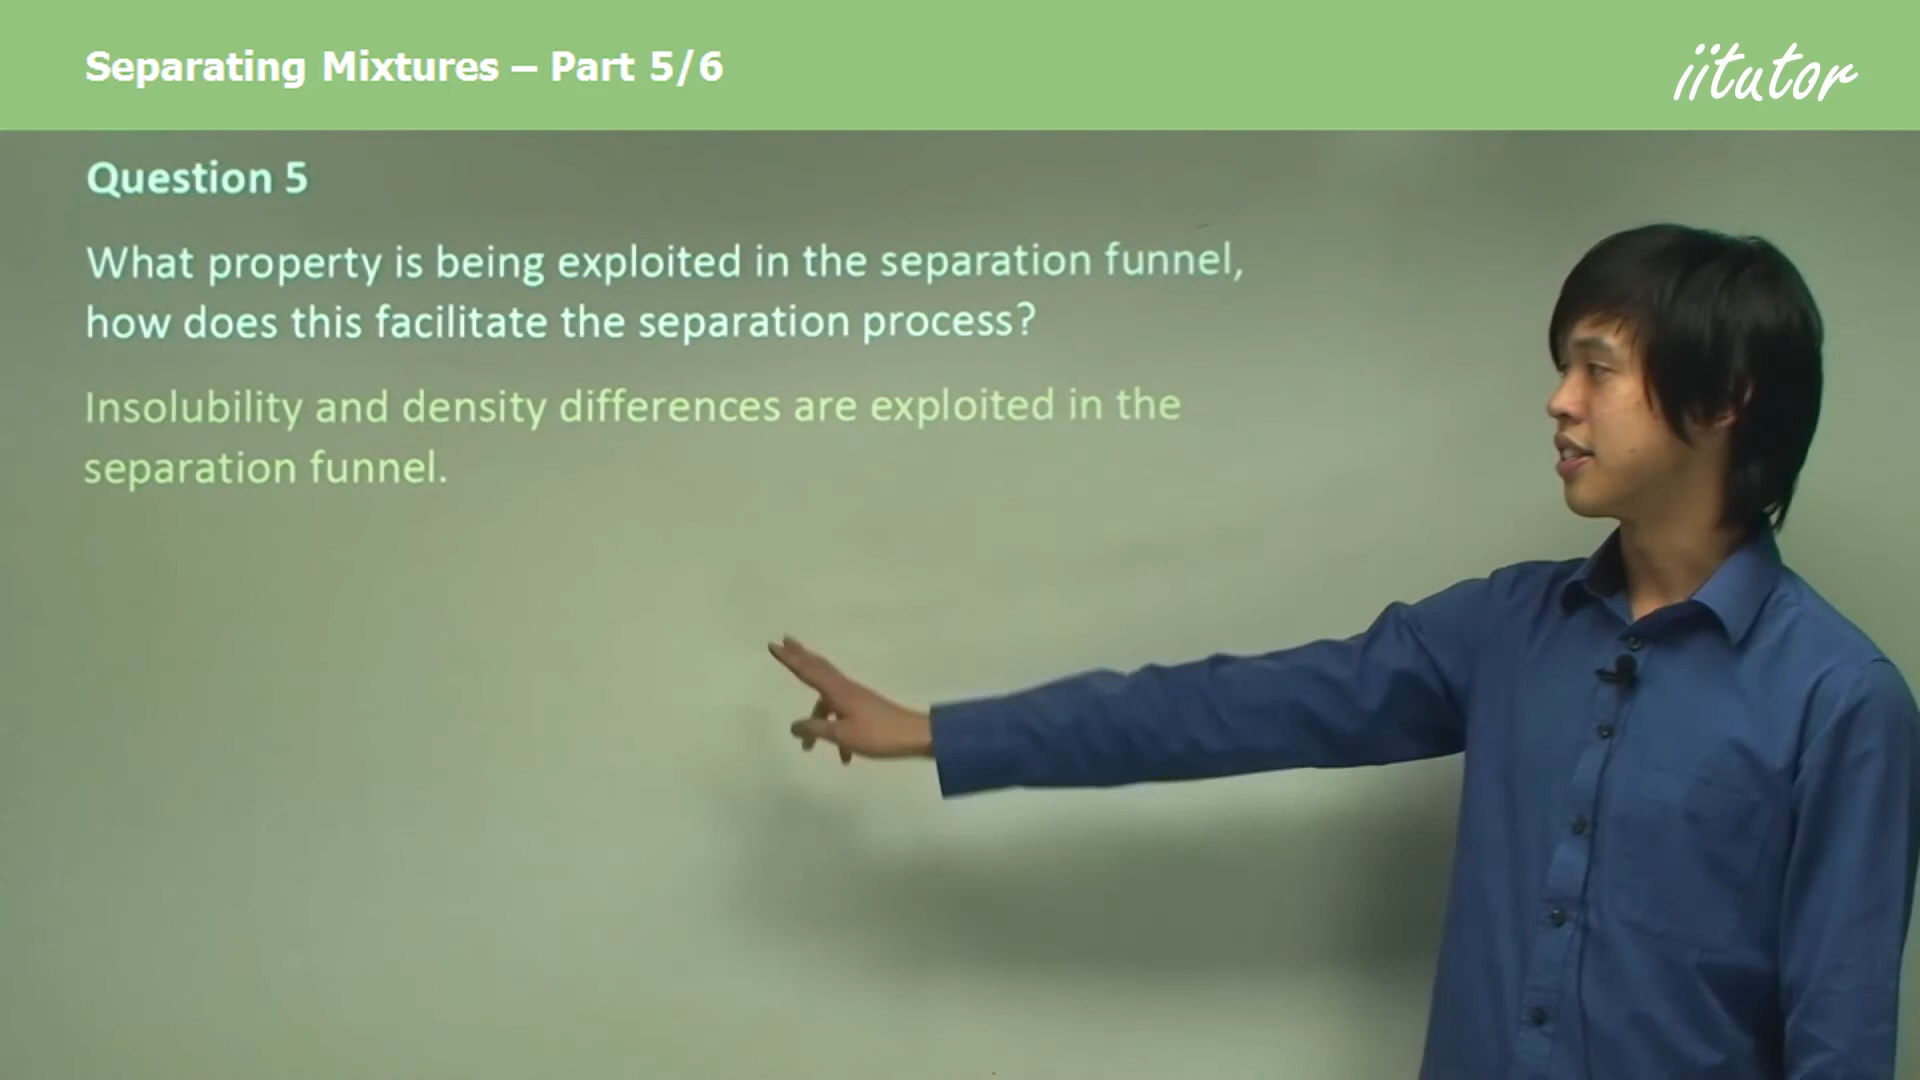 Separating Mixtures – Part 5/6
iitutor
Question 5
What property is being exploited in the separation funnel,
how does this facilitate the separation process?
Insolubility and density differences are exploited in the
separation funnel.